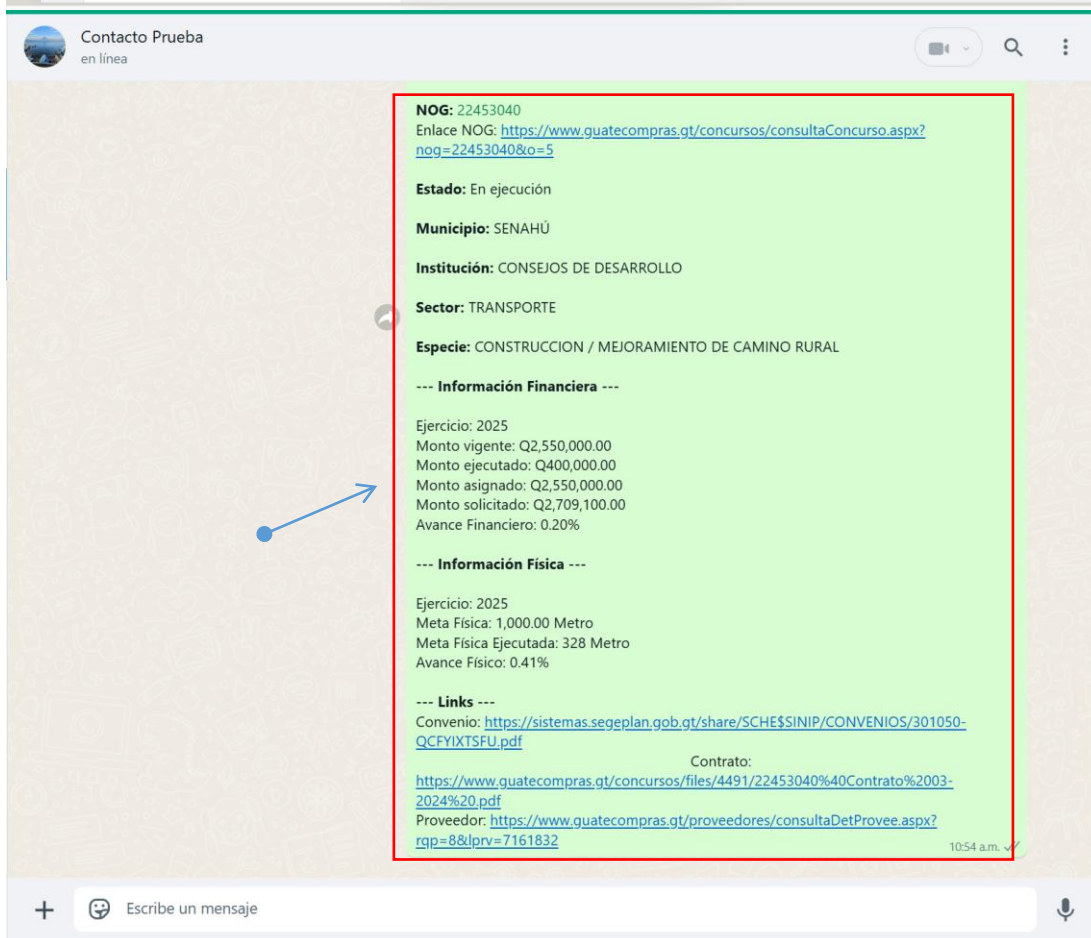 Contacto Prueba
en línea
NOG: 22453040
Enlace NOG: https://www.guatecompras.gt/concursos/consultaConcurso.aspx?
nog=22453040&o=5
Estado: En ejecución
Municipio: SENAHÚ
Institución: CONSEJOS DE DESARROLLO
Sector: TRANSPORTE
Especie: CONSTRUCCION / MEJORAMIENTO DE CAMINO RURAL
--- Información Financiera ---
Ejercicio: 2025
Monto vigente: Q2,550,000.00
Monto ejecutado: Q400,000.00
Monto asignado: Q2,550,000.00
Monto solicitado: Q2,709,100.00
Avance Financiero: 0.20%
--- Información Física ---
Ejercicio: 2025
Meta Física: 1,000.00 Metro
Meta Física Ejecutada: 328 Metro
Avance Físico: 0.41%
--- Links ---
Convenio: https://sistemas.segeplan.gob.gt/share/SCHE$SINIP/CONVENIOS/301050-
QCFYIXTSFU.pdf
Contrato:
https://www.guatecompras.gt/concursos/files/4491/22453040%40Contrato%2003-
2024%20.pdf
Proveedor: https://www.guatecompras.gt/proveedores/consultaDetProvee.aspx?
rqp=8&lprv=7161832
10:54 a.m.
Escribe un mensaje